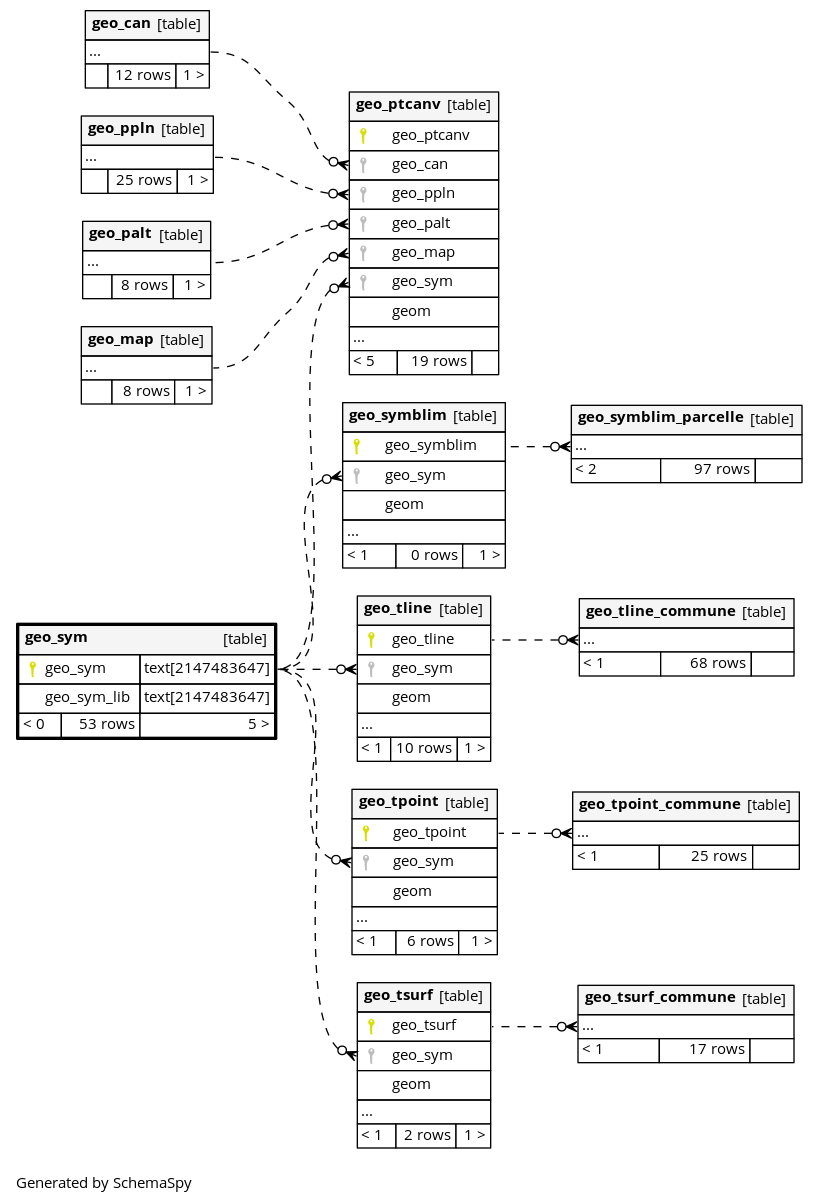 geo_can [table]
...
12 rows 1 >
geo_ppln [table]
...
25 rows 1 >
geo_palt [table]
...
8 rows 1 >
geo_map [table]
...
8 rows 1 >
geo_ptcanv [table]
geo_ptcanv
geo_can
geo_ppln
geo_palt
geo_map
geo_sym
geom
...
< 5 19 rows
geo_symblim [table]
geo_symblim
geo_sym
geom
...
< 1 0 rows 1 >
geo_symblim_parcelle [table]
...
< 2 97 rows
geo_sym [table]
geo_sym text[2147483647]
geo_sym_lib text[2147483647]
< 0 53 rows 5 >
geo_tline [table]
geo_tline
geo_sym
geom
...
< 1 10 rows 1 >
geo_tline_commune [table]
...
< 1 68 rows
geo_tpoint [table]
geo_tpoint
geo_sym
geom
...
< 1 6 rows 1 >
geo_tpoint_commune [table]
...
< 1 25 rows
geo_tsurf [table]
geo_tsurf
geo_sym
geom
...
< 1 2 rows 1 >
geo_tsurf_commune [table]
...
< 1 17 rows
Generated by SchemaSpy